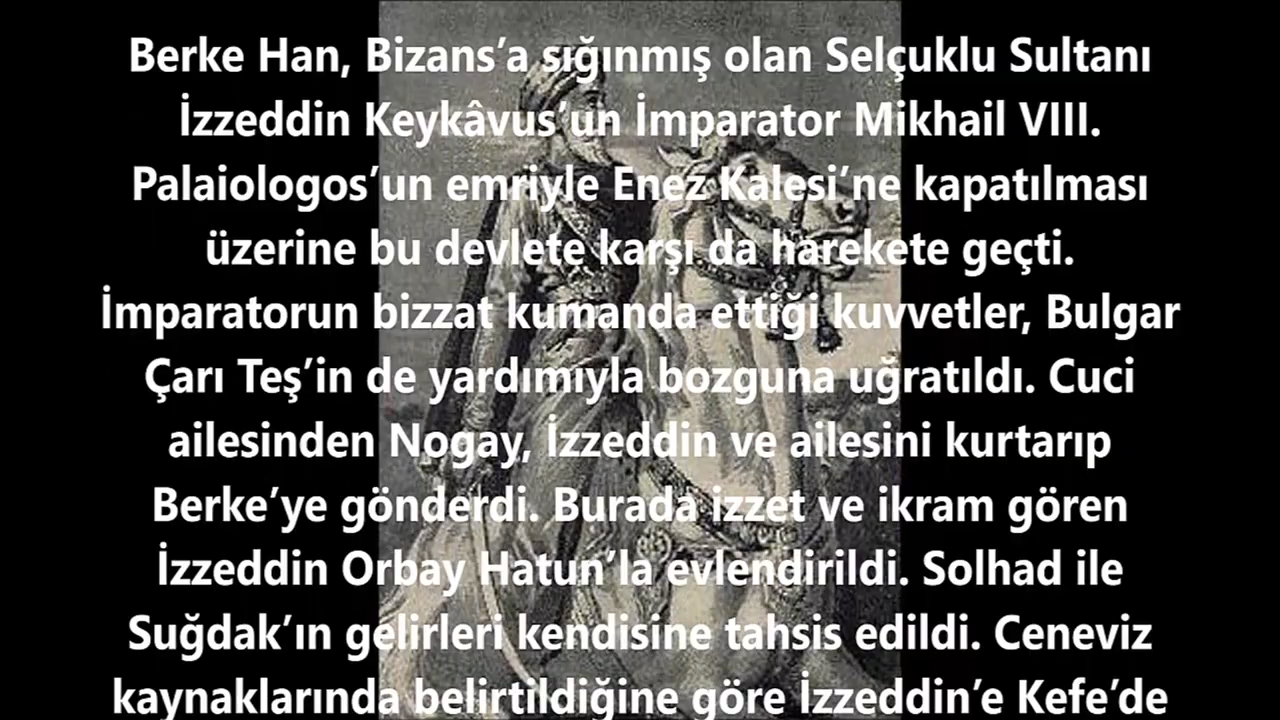 Berke Han, Bizans’a sığınmış olan Selçuklu Sultanı
İzzeddin Keykâvus’un İmparator Mikhail VIII.
Palaiologos’un emriyle Enez Kalesi’ne kapatılması
üzerine bu devlete karşı da harekete geçti.
İmparatorun bizzat kumanda ettiği kuvvetler, Bulgar
Çarı Teş’in de yardımıyla bozguna uğratıldı. Cuci
ailesinden Nogay, İzzeddin ve ailesini kurtarıp
Berke’ye gönderdi. Burada izzet ve ikram gören
İzzeddin Orbay Hatun’la evlendirildi. Solhad ile
Suğdak’ın gelirleri kendisine tahsis edildi. Ceneviz
kaynaklarında belirtildiğine göre İzzeddin’e Kefe’de